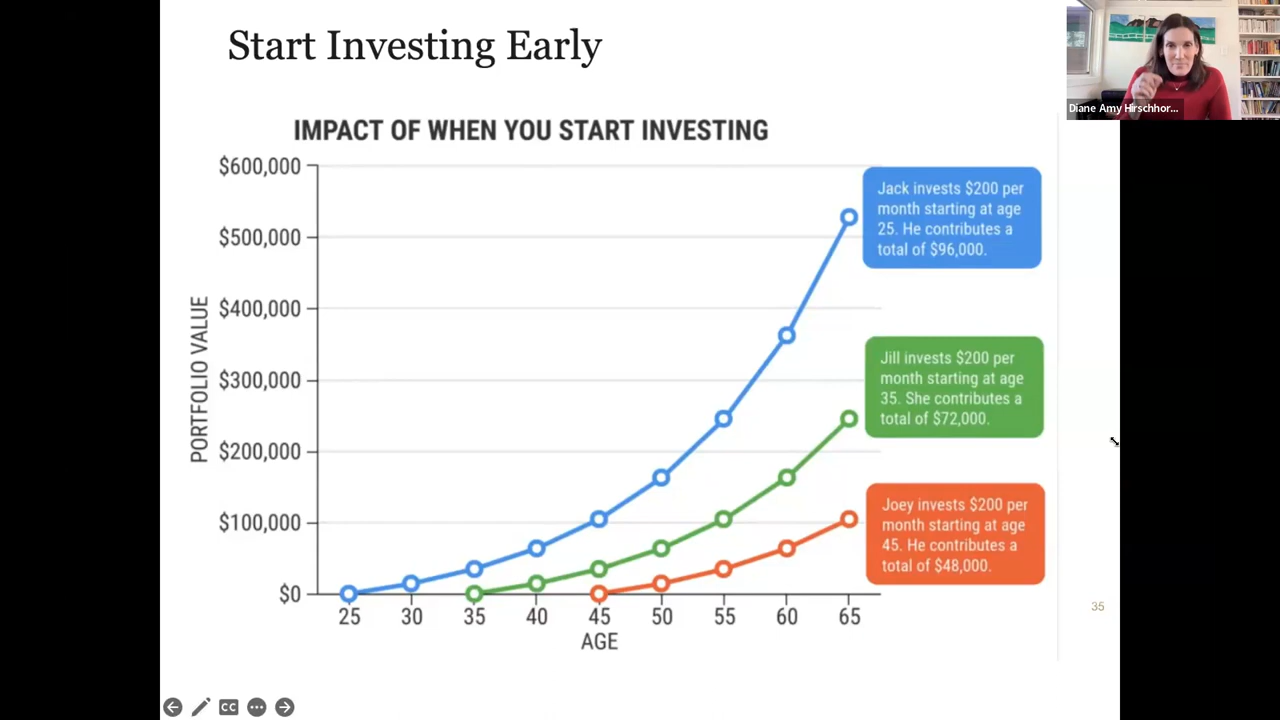 Start Investing Early
Diane Amy Hirschhor...
IMPACT OF WHEN YOU START INVESTING
PORTFOLIO VALUE
$600,000
$500,000
$400,000
$300,000
$200,000
$100,000
$0
25 30 35 40 45 50 55 60 65
AGE
Jack invests $200 per
month starting at age
25. He contributes a
total of $96,000.
Jill invests $200 per
month starting at age
35. She contributes a
total of $72,000.
Joey invests $200 per
month starting at age
45. He contributes a
total of $48,000.
35
CC